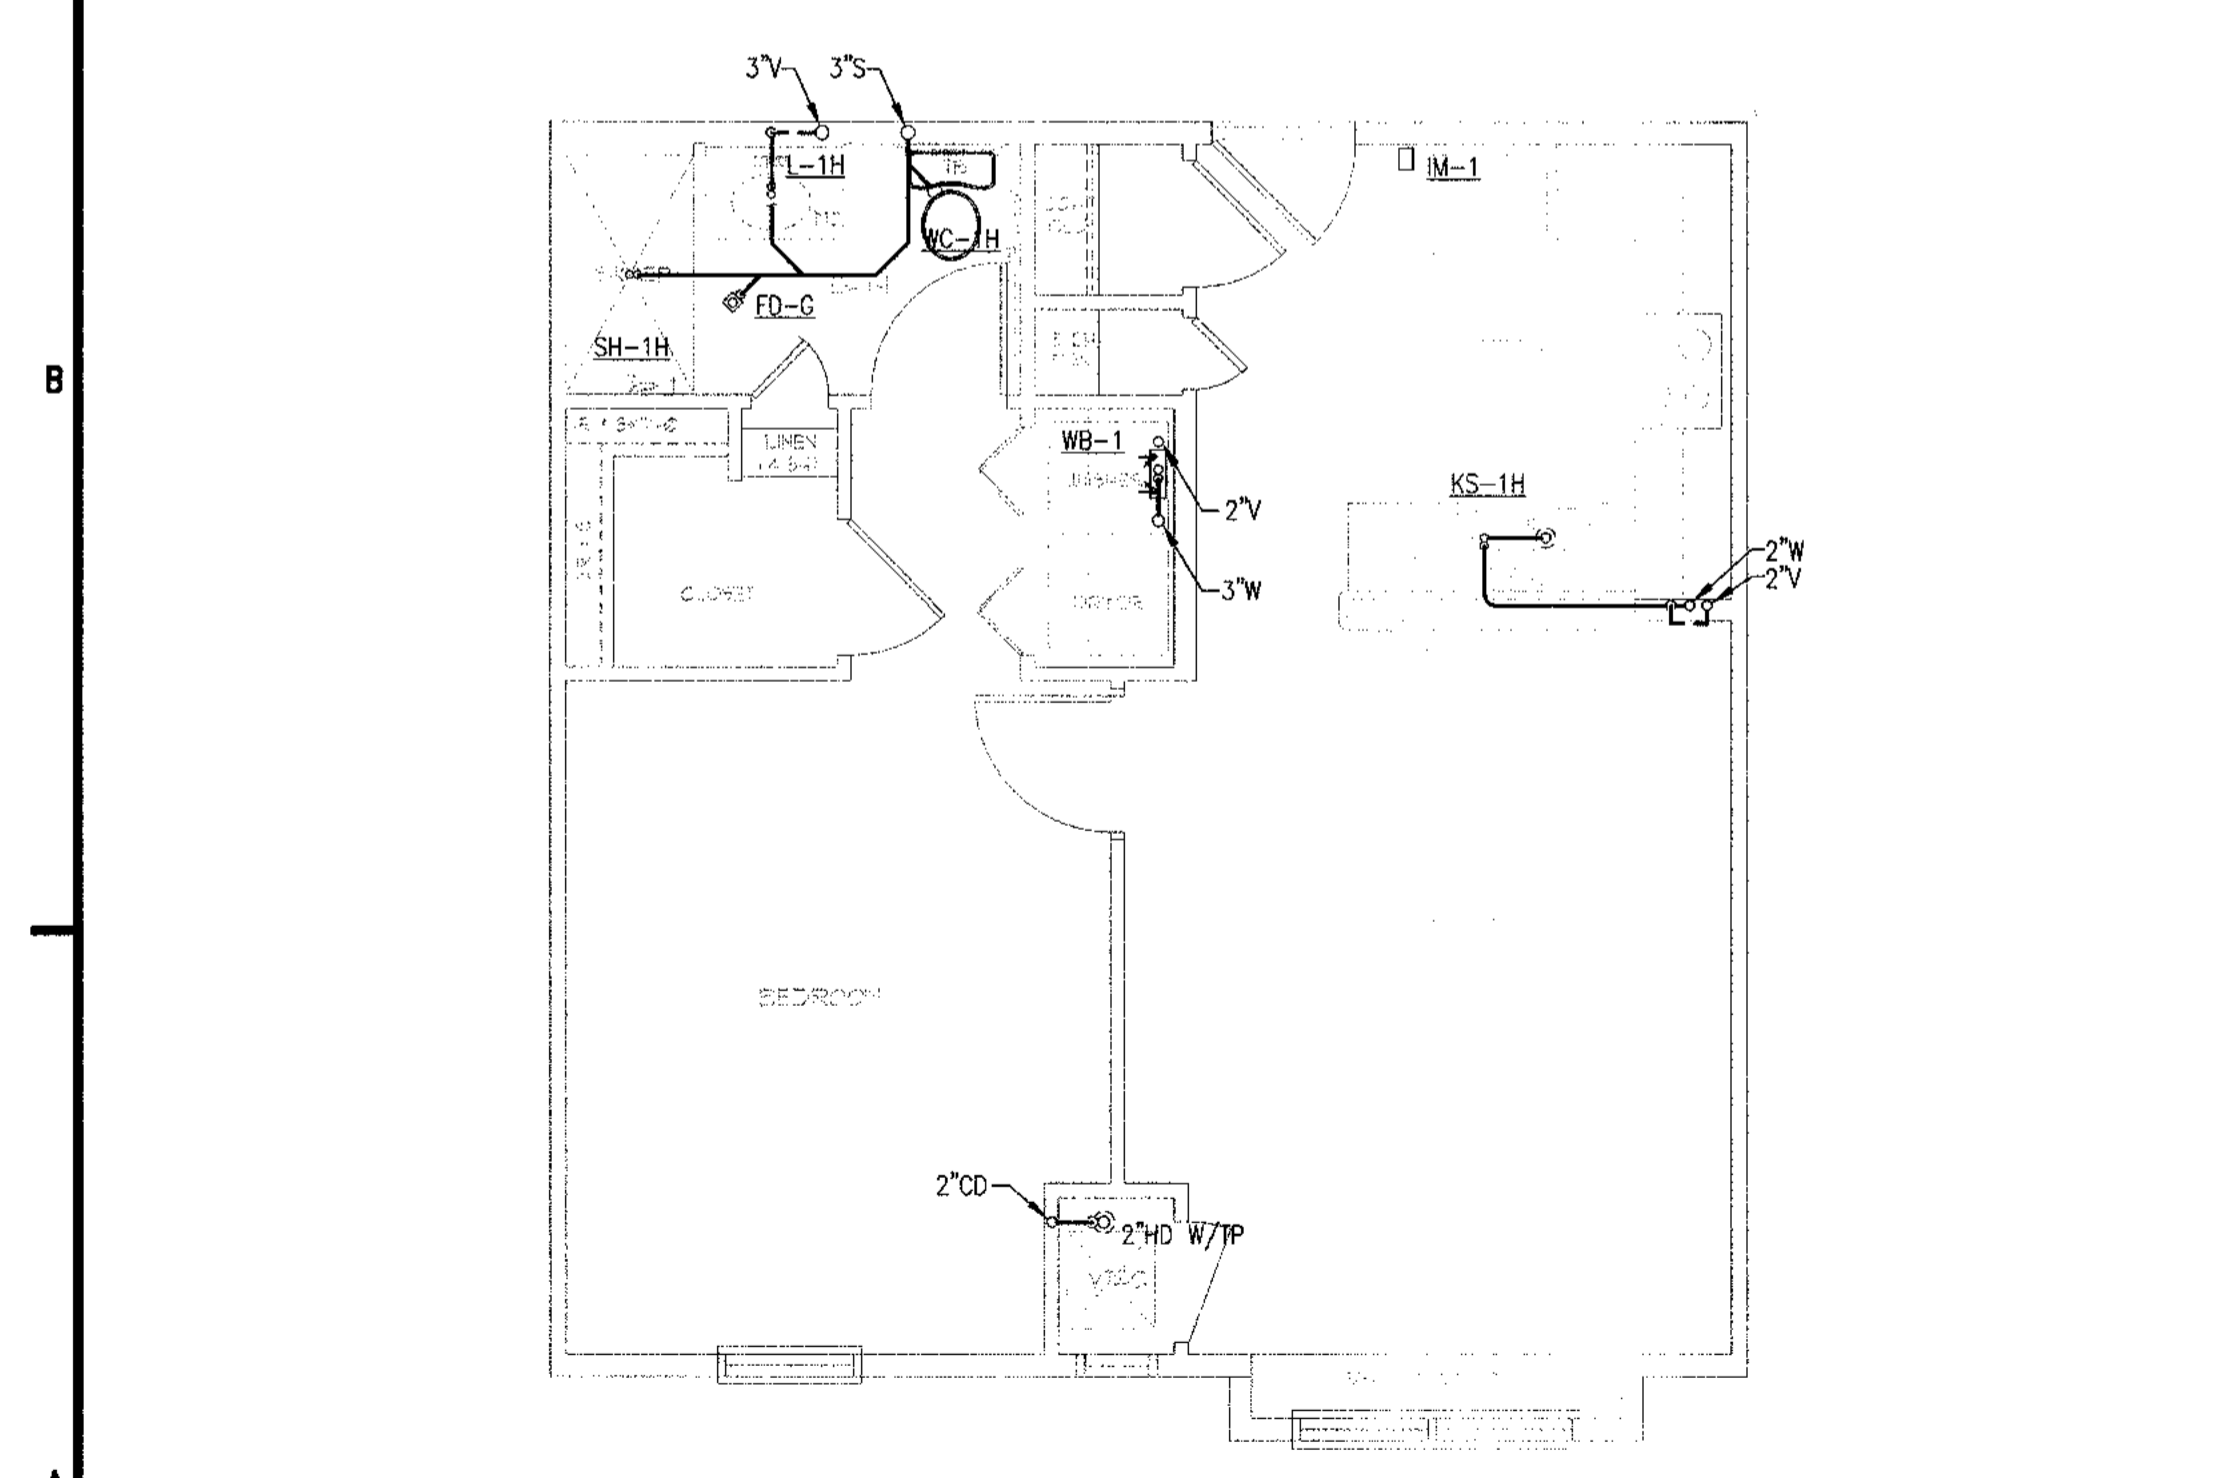 3"V
3"S
L-1H
IM-1
WC-1H
FD-G
SH-1H
B
LINEN
WB-1
2"V
KS-1H
2"W
2"V
3"W
CLOSET
DRYER
BEDROOM
2"CD
2"HD W/TP